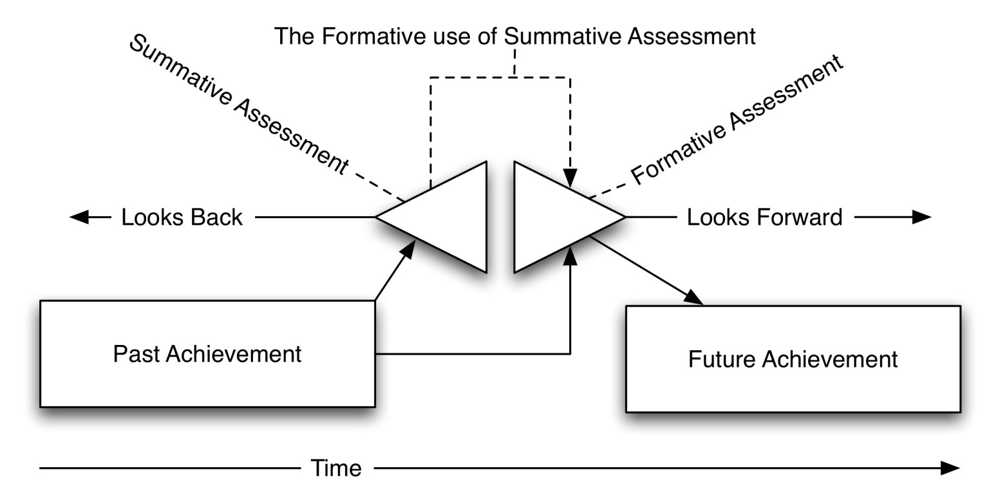 The Formative use of Summative Assessment
Summative Assessment
Formative Assessment
Looks Back
Looks Forward
Past Achievement
Future Achievement
Time